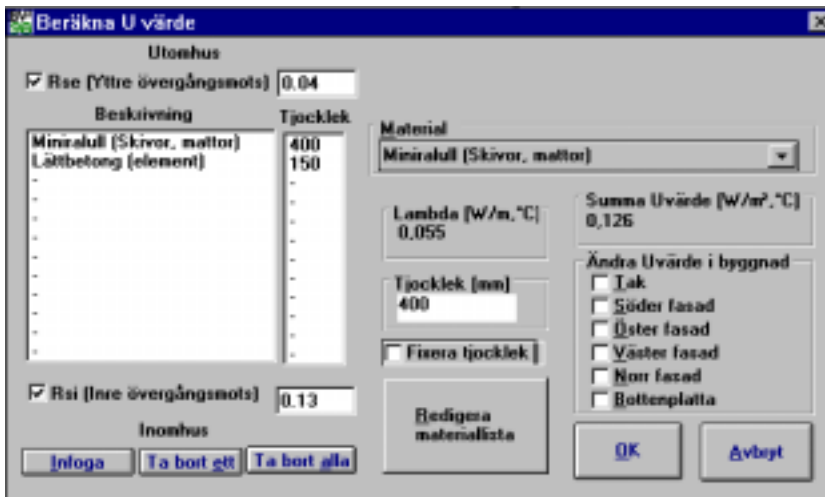 Beräkna U värde
Utomhus
Rse (Yttre övergångsmots) 0.04
Beskrivning Tjocklek
Miniralull (Skivor, mattor) 400
Lättbetong (element) 150
Rsi (Inre övergångsmots) 0.13
Inomhus
Infoga Ta bort ett Ta bort alla
Material
Miniralull (Skivor, mattor)
Lambda (W/m,°C)
0,055
Tjocklek (mm)
400
Fixera tjocklek
Redigera
materiallista
Summa Uvärde (W/m²,°C)
0,126
Ändra Uvärde i byggnad
Tak
Söder fasad
Öster fasad
Väster fasad
Norr fasad
Bottenplatta
OK Avbryt